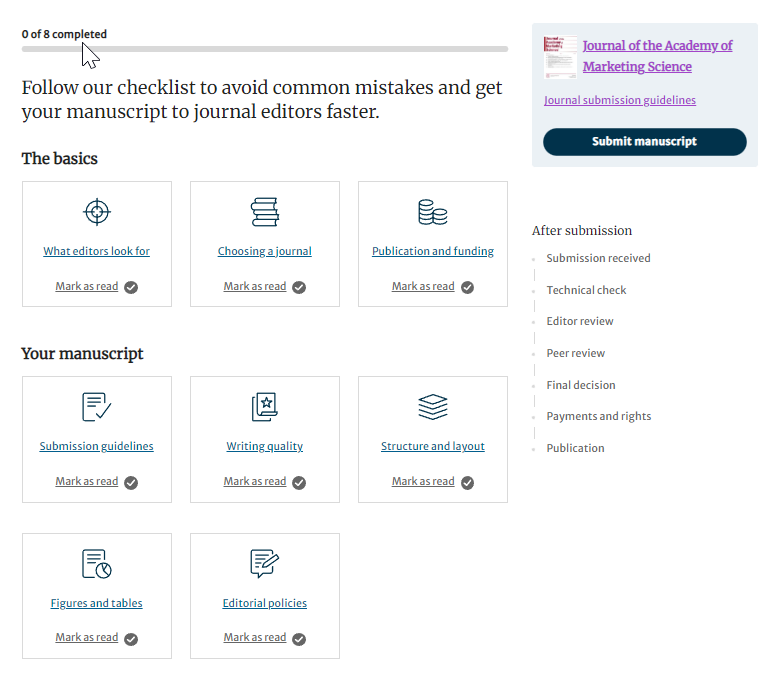 0 of 8 completed
Follow our checklist to avoid common mistakes and get
your manuscript to journal editors faster.
The basics
What editors look for
Mark as read
Choosing a journal
Mark as read
Publication and funding
Mark as read
Your manuscript
Submission guidelines
Mark as read
Writing quality
Mark as read
Structure and layout
Mark as read
Figures and tables
Mark as read
Editorial policies
Mark as read
Journal of the Academy of
Marketing Science
Journal submission guidelines
Submit manuscript
After submission
Submission received
Technical check
Editor review
Peer review
Final decision
Payments and rights
Publication